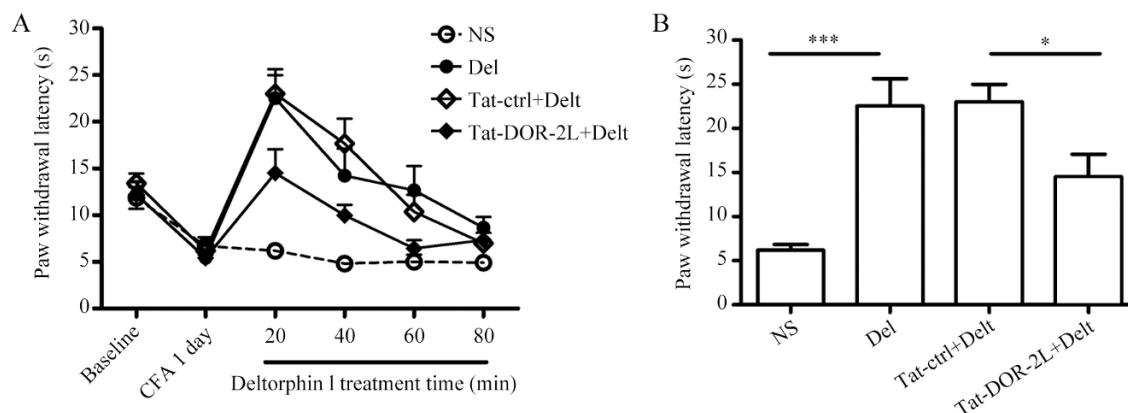 A
Paw withdrawal latency (s)
30
25
20
15
10
5
0
NS
Del
Tat-ctrl+Delt
Tat-DOR-2L+Delt
Baseline
CFA 1 day
20 40 60 80
Deltorphin l treatment time (min)
B
Paw withdrawal latency (s)
30
25
20
15
10
5
0
*** *
NS
Del
Tat-ctrl+Delt
Tat-DOR-2L+Delt